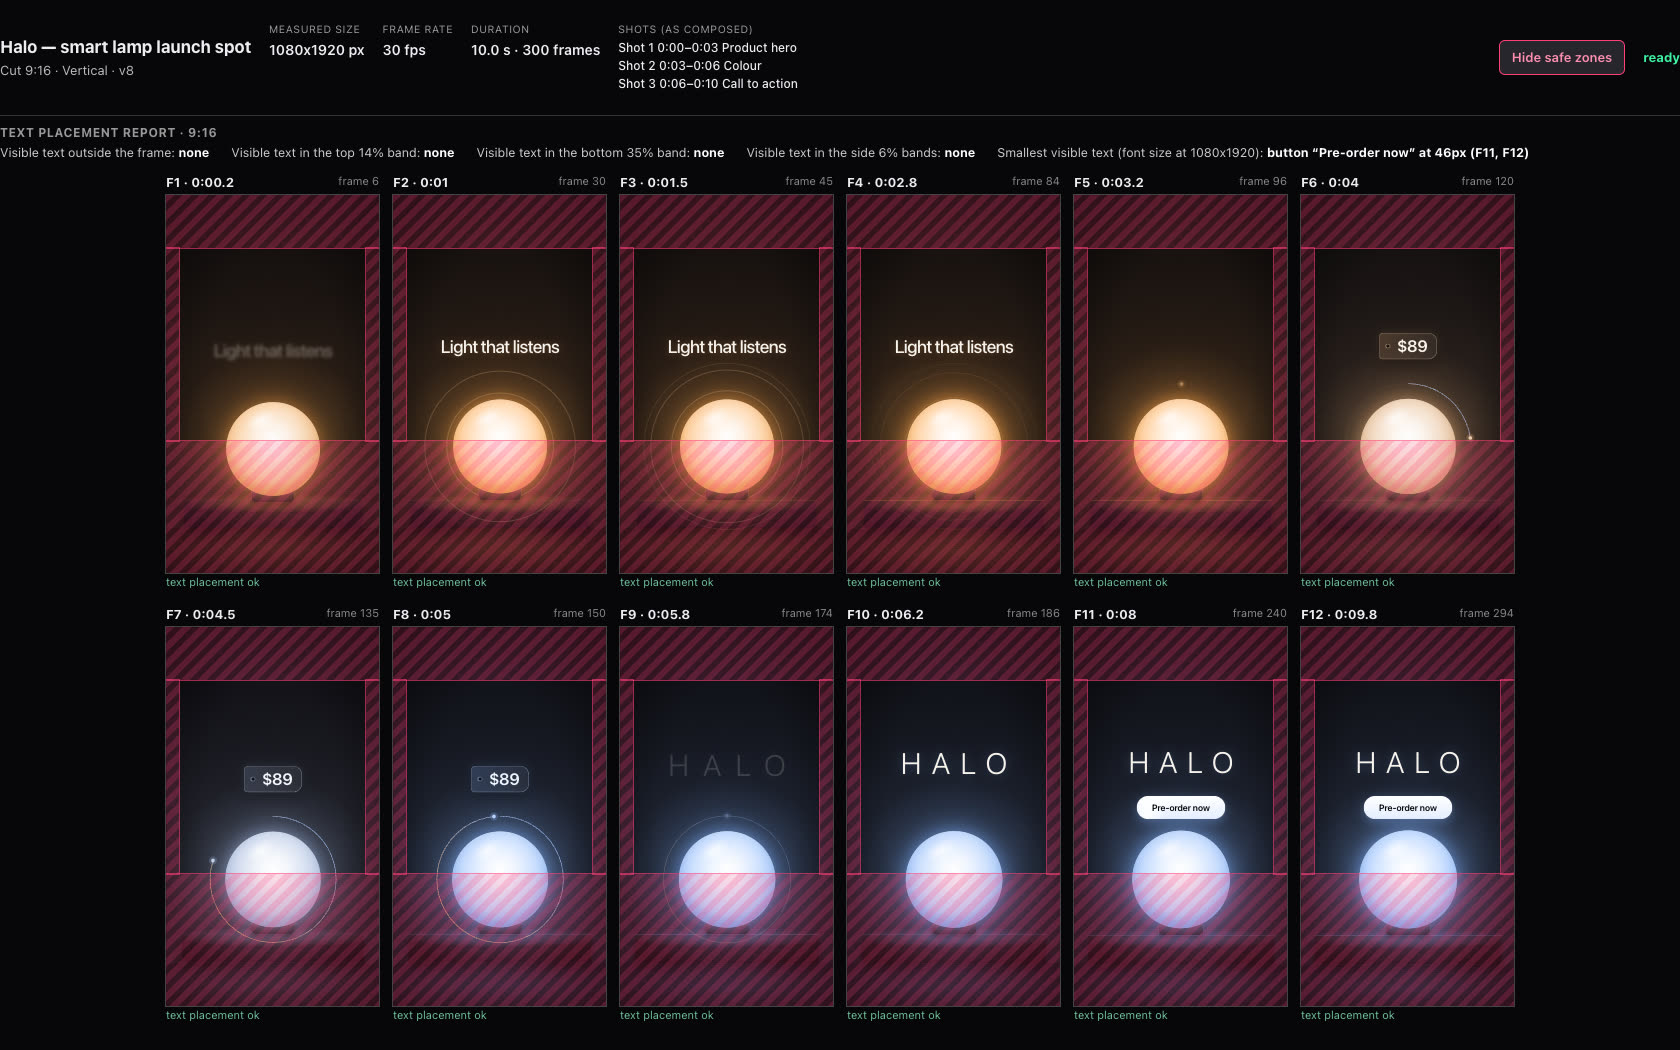 Halo — smart lamp launch spot
Cut 9:16 · Vertical · v8
MEASURED SIZE
1080x1920 px
FRAME RATE
30 fps
DURATION
10.0 s · 300 frames
SHOTS (AS COMPOSED)
Shot 1 0:00–0:03 Product hero
Shot 2 0:03–0:06 Colour
Shot 3 0:06–0:10 Call to action
Hide safe zones
ready
TEXT PLACEMENT REPORT · 9:16
Visible text outside the frame: none
Visible text in the top 14% band: none
Visible text in the bottom 35% band: none
Visible text in the side 6% bands: none
Smallest visible text (font size at 1080x1920): button “Pre-order now” at 46px (F11, F12)
F1 · 0:00.2 frame 6
F2 · 0:01 frame 30
F3 · 0:01.5 frame 45
F4 · 0:02.8 frame 84
F5 · 0:03.2 frame 96
F6 · 0:04 frame 120
Light that listens
Light that listens
Light that listens
Light that listens
$89
text placement ok
text placement ok
text placement ok
text placement ok
text placement ok
text placement ok
F7 · 0:04.5 frame 135
F8 · 0:05 frame 150
F9 · 0:05.8 frame 174
F10 · 0:06.2 frame 186
F11 · 0:08 frame 240
F12 · 0:09.8 frame 294
$89
$89
HALO
HALO
HALO
Pre-order now
HALO
Pre-order now
text placement ok
text placement ok
text placement ok
text placement ok
text placement ok
text placement ok